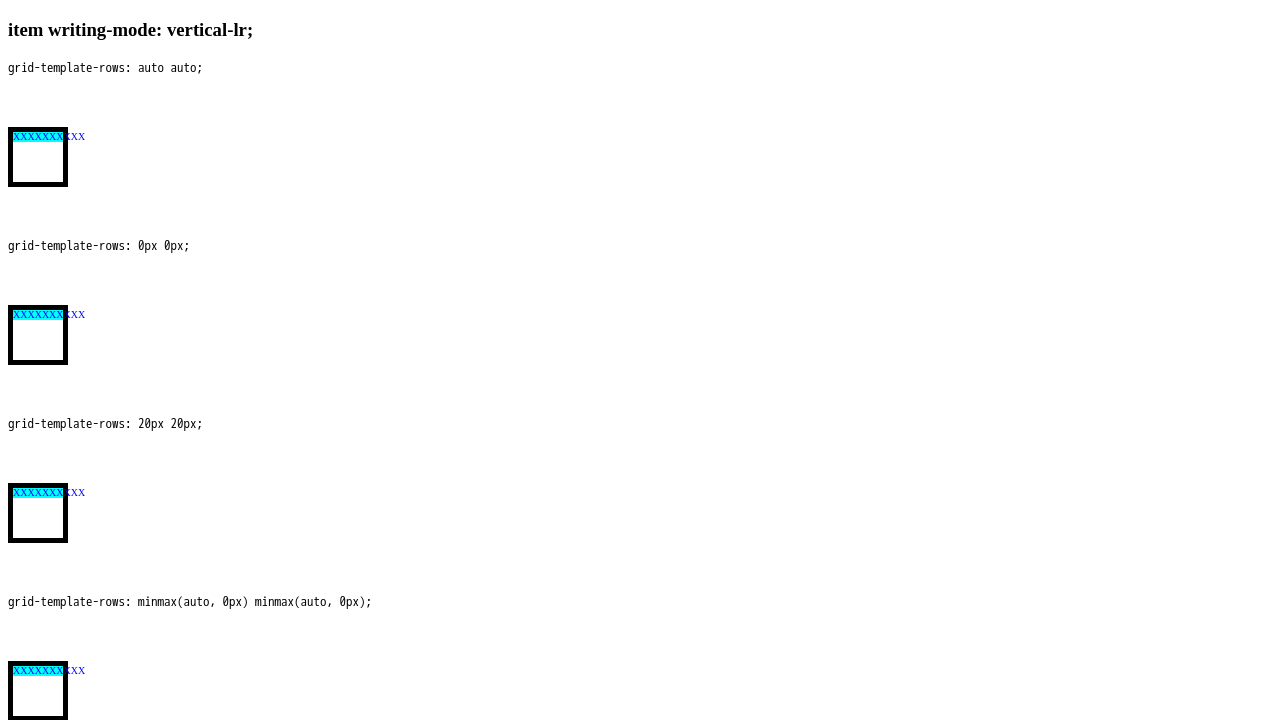 item writing-mode: vertical-lr;
grid-template-rows: auto auto;
XXXXXXXXXX
grid-template-rows: 0px 0px;
XXXXXXXXXX
grid-template-rows: 20px 20px;
XXXXXXXXXX
grid-template-rows: minmax(auto, 0px) minmax(auto, 0px);
XXXXXXXXXX